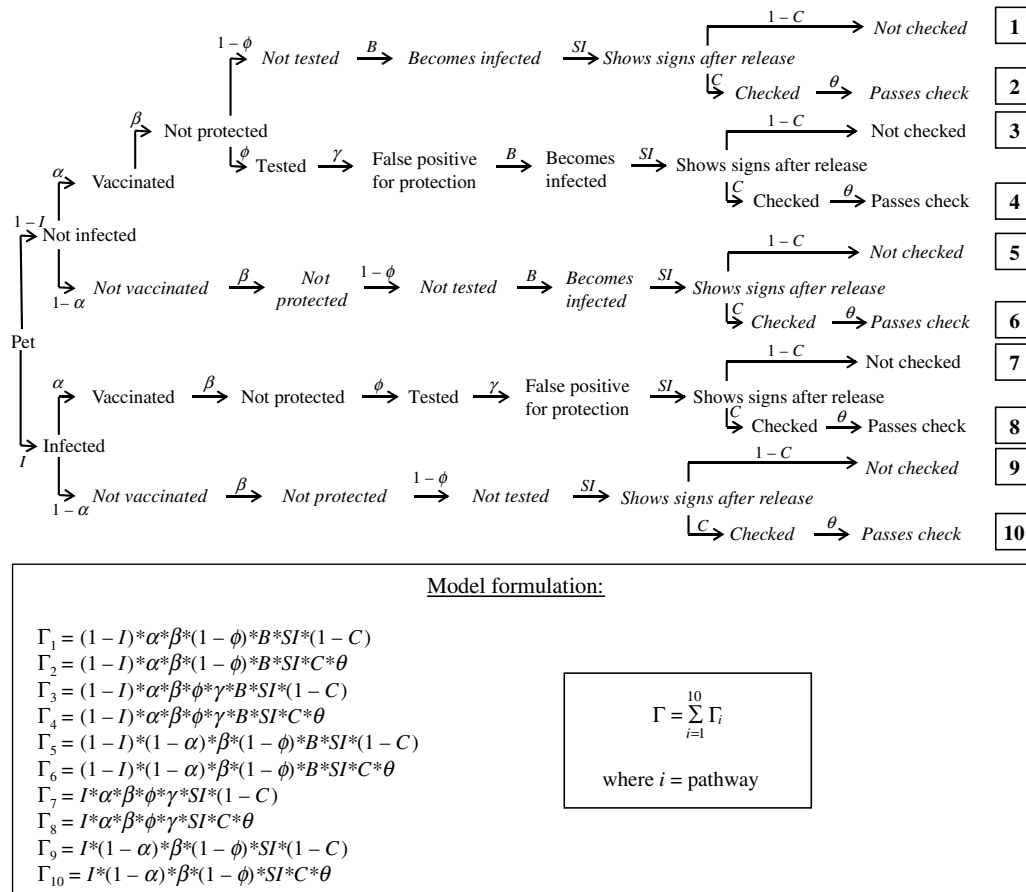 1 – C Not checked 1
1 – ϕ Not tested B Becomes infected SI Shows signs after release
C Checked θ Passes check 2
β Not protected
1 – C Not checked 3
ϕ Tested γ False positive for protection B Becomes infected SI Shows signs after release
α Vaccinated
C Checked θ Passes check 4
1 – I Not infected
1 – C Not checked 5
1 – α Not vaccinated β Not protected 1 – ϕ Not tested B Becomes infected SI Shows signs after release
C Checked θ Passes check 6
Pet
1 – C Not checked 7
α Vaccinated β Not protected ϕ Tested γ False positive for protection SI Shows signs after release
C Checked θ Passes check 8
I Infected
1 – C Not checked 9
1 – α Not vaccinated β Not protected 1 – ϕ Not tested SI Shows signs after release
C Checked θ Passes check 10
Model formulation:
Γ1 = (1 – I)*α*β*(1 – ϕ)*B*SI*(1 – C)
Γ2 = (1 – I)*α*β*(1 – ϕ)*B*SI*C*θ
Γ3 = (1 – I)*α*β*ϕ*γ*B*SI*(1 – C)
Γ4 = (1 – I)*α*β*ϕ*γ*B*SI*C*θ
Γ5 = (1 – I)*(1 – α)*β*(1 – ϕ)*B*SI*(1 – C)
Γ6 = (1 – I)*(1 – α)*β*(1 – ϕ)*B*SI*C*θ
Γ7 = I*α*β*ϕ*γ*SI*(1 – C)
Γ8 = I*α*β*ϕ*γ*SI*C*θ
Γ9 = I*(1 – α)*β*(1 – ϕ)*SI*(1 – C)
Γ10 = I*(1 – α)*β*(1 – ϕ)*SI*C*θ
10
Γ = Σ Γi
i=1
where i = pathway